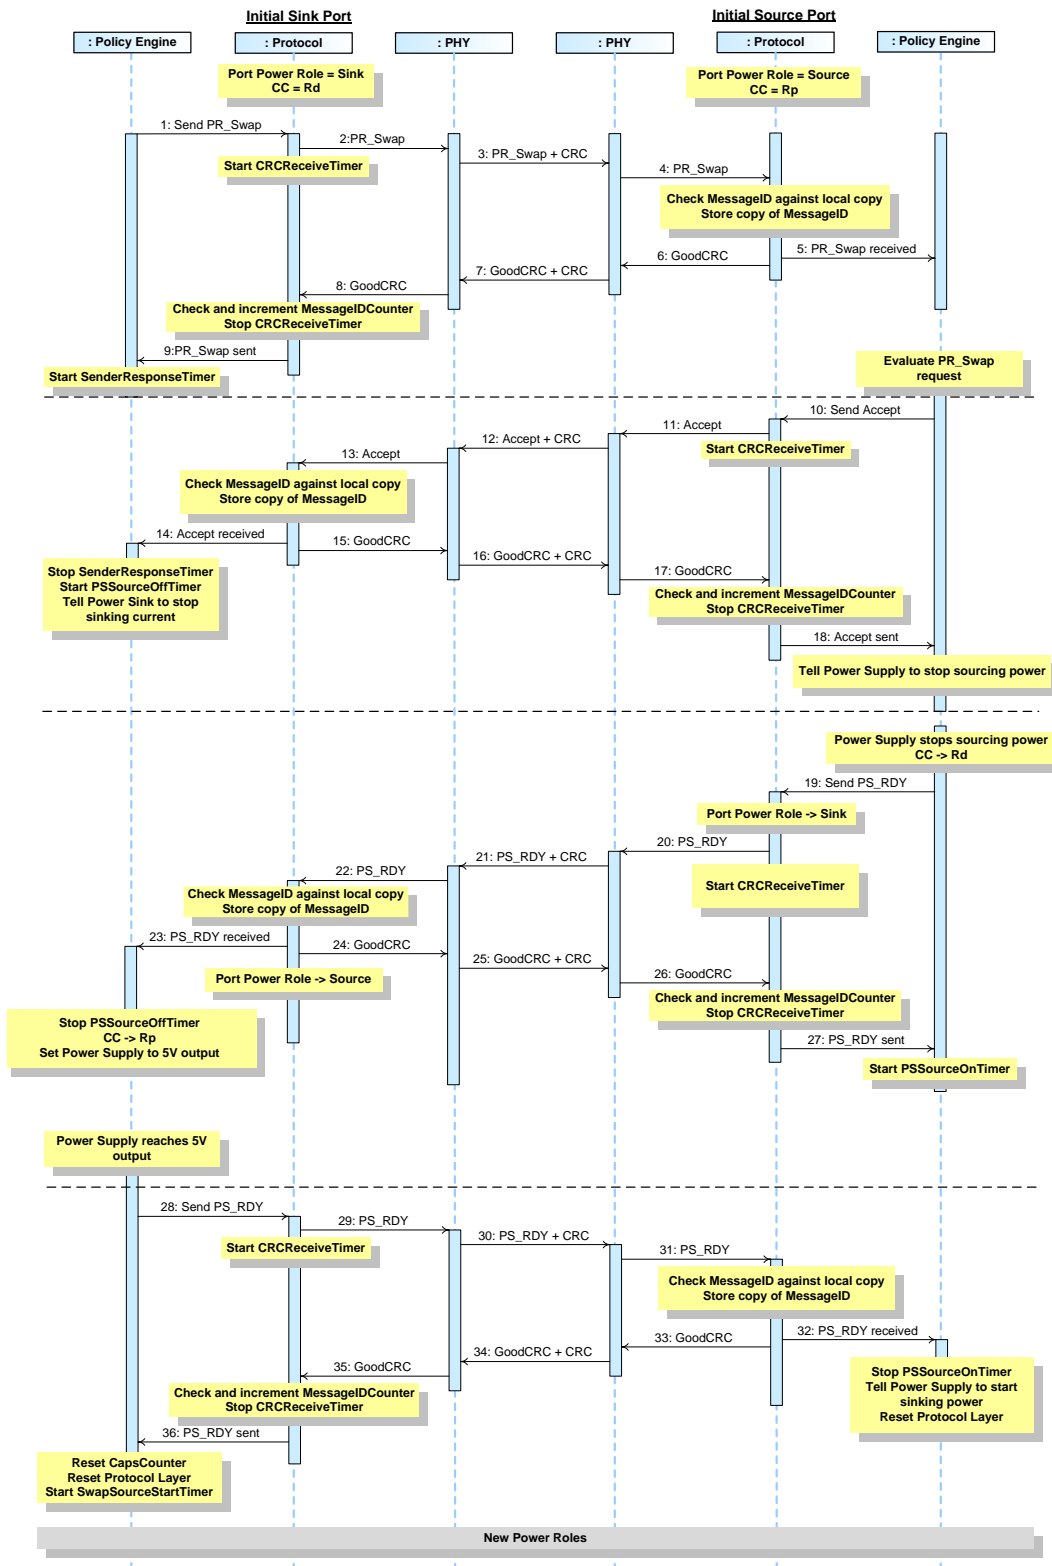 Initial Sink Port
Initial Source Port
: Policy Engine
: Protocol
: PHY
: PHY
: Protocol
: Policy Engine
Port Power Role = Sink
CC = Rd
Port Power Role = Source
CC = Rp
1: Send PR_Swap
2:PR_Swap
3: PR_Swap + CRC
Start CRCReceiveTimer
4: PR_Swap
Check MessageID against local copy
Store copy of MessageID
5: PR_Swap received
6: GoodCRC
7: GoodCRC + CRC
8: GoodCRC
Check and increment MessageIDCounter
Stop CRCReceiveTimer
9:PR_Swap sent
Start SenderResponseTimer
Evaluate PR_Swap
request
10: Send Accept
11: Accept
Start CRCReceiveTimer
12: Accept + CRC
13: Accept
Check MessageID against local copy
Store copy of MessageID
14: Accept received
15: GoodCRC
16: GoodCRC + CRC
17: GoodCRC
Stop SenderResponseTimer
Start PSSourceOffTimer
Tell Power Sink to stop
sinking current
Check and increment MessageIDCounter
Stop CRCReceiveTimer
18: Accept sent
Tell Power Supply to stop sourcing power
Power Supply stops sourcing power
CC -> Rd
19: Send PS_RDY
Port Power Role -> Sink
20: PS_RDY
21: PS_RDY + CRC
22: PS_RDY
Start CRCReceiveTimer
Check MessageID against local copy
Store copy of MessageID
23: PS_RDY received
24: GoodCRC
25: GoodCRC + CRC
26: GoodCRC
Port Power Role -> Source
Check and increment MessageIDCounter
Stop CRCReceiveTimer
Stop PSSourceOffTimer
CC -> Rp
Set Power Supply to 5V output
27: PS_RDY sent
Start PSSourceOnTimer
Power Supply reaches 5V
output
28: Send PS_RDY
29: PS_RDY
30: PS_RDY + CRC
Start CRCReceiveTimer
31: PS_RDY
Check MessageID against local copy
Store copy of MessageID
32: PS_RDY received
33: GoodCRC
34: GoodCRC + CRC
35: GoodCRC
Stop PSSourceOnTimer
Tell Power Supply to start
sinking power
Reset Protocol Layer
Check and increment MessageIDCounter
Stop CRCReceiveTimer
36: PS_RDY sent
Reset CapsCounter
Reset Protocol Layer
Start SwapSourceStartTimer
New Power Roles